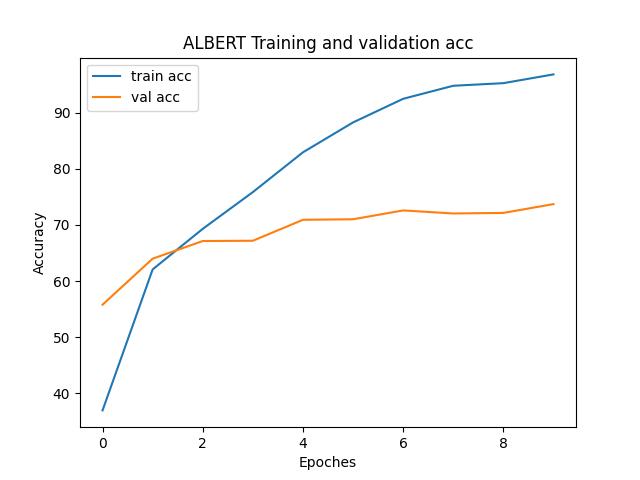 ALBERT Training and validation acc
train acc
val acc
90
80
70
60
50
40
Accuracy
0 2 4 6 8
Epoches